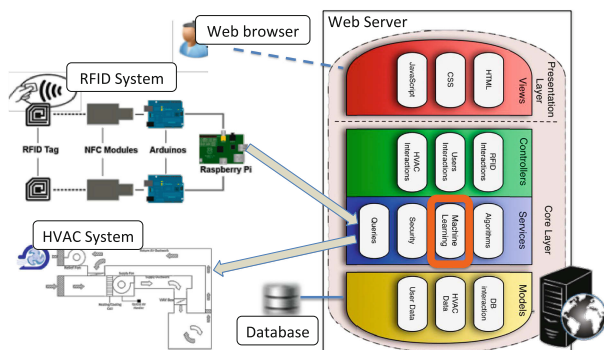 Web Server
Web browser
RFID System
RFID Tag
NFC Modules
Arduinos
Raspberry Pi
HVAC System
Supply Fan
Database
Presentation
Layer
Views
JavaScript
CSS
HTML
Controllers
HVAC
Interactions
Users
Interactions
RFID
Interactions
Core Layer
Services
Queries
Security
Machine
Learning
Algorithms
Models
User Data
HVAC
Data
DB
interaction